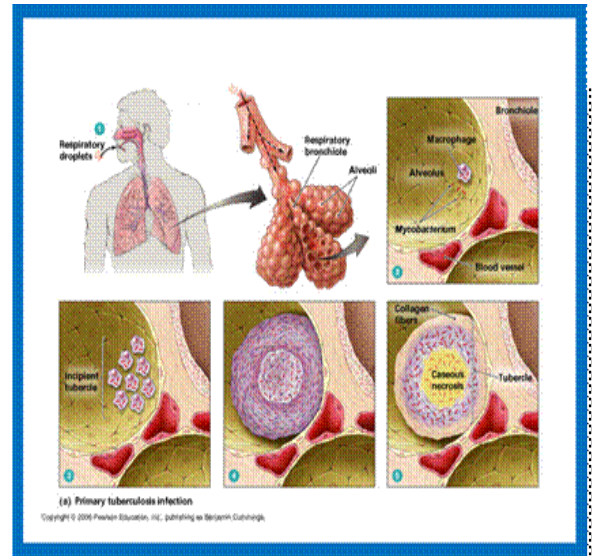 1
Respiratory
droplets
Respiratory
bronchiole
Alveoli
Bronchiole
Macrophage
Alveolus
Mycobacterium
Blood vessel
2
Incipient
tubercle
3
4
Collagen
fibers
Caseous
necrosis
Tubercle
5
(a) Primary tuberculosis infection
Copyright © 2006 Pearson Education, Inc., publishing as Benjamin Cummings.